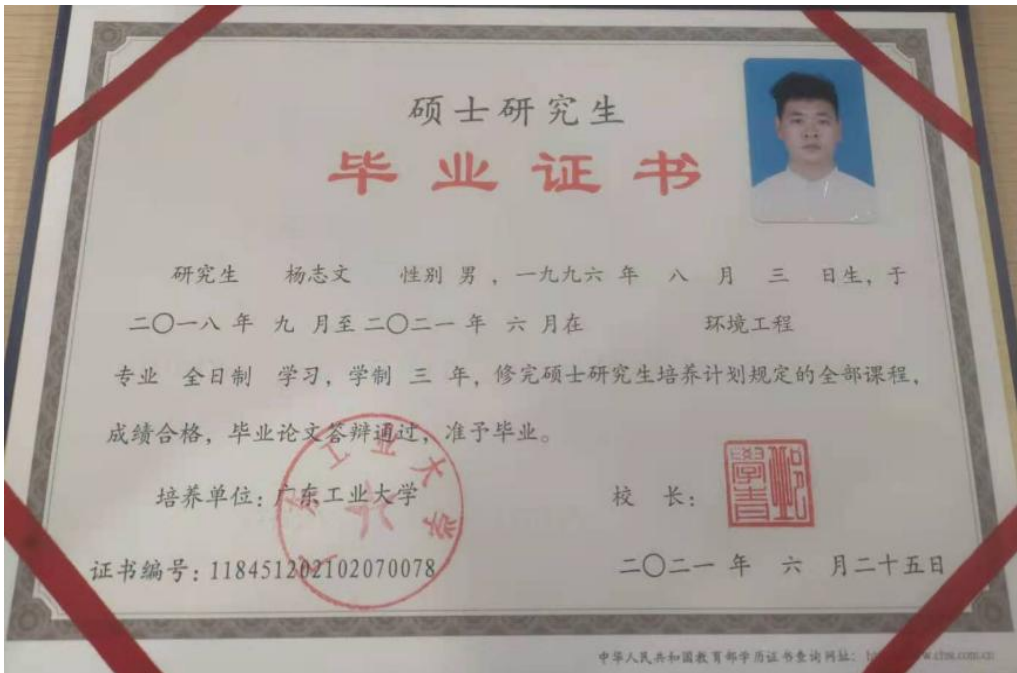 硕士研究生
毕业证书
研究生 杨志文 性别 男，一九九六 年 八 月 三 日生，于
二〇一八 年 九 月至二〇二一 年 六 月在 环境工程
专业 全日制 学习，学制 三 年，修完硕士研究生培养计划规定的全部课程，
成绩合格，毕业论文答辩通过，准予毕业。
工业大学
培养单位：广东工业大学 校 长：
证书编号：118451202102070078 二〇二一 年 六 月二十五日
中华人民共和国教育部学历证书查询网址：